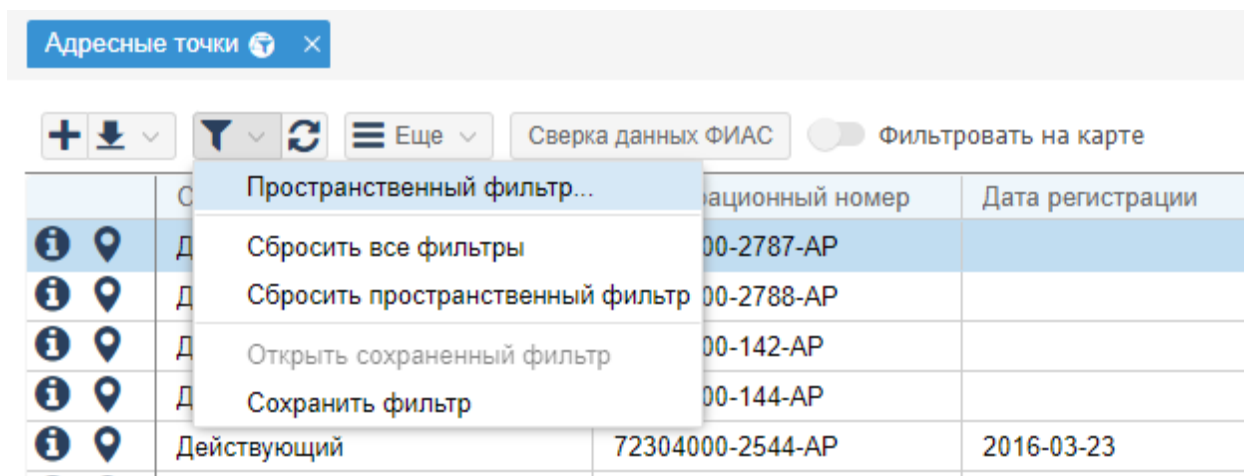 Адресные точки
Еще
Сверка данных ФИАС
Фильтровать на карте
Дата регистрации
Пространственный фильтр...
Сбросить все фильтры
Сбросить пространственный фильтр
Открыть сохраненный фильтр
Сохранить фильтр
номер
00-2787-АР
00-2788-АР
00-142-АР
00-144-АР
Действующий 72304000-2544-АР 2016-03-23